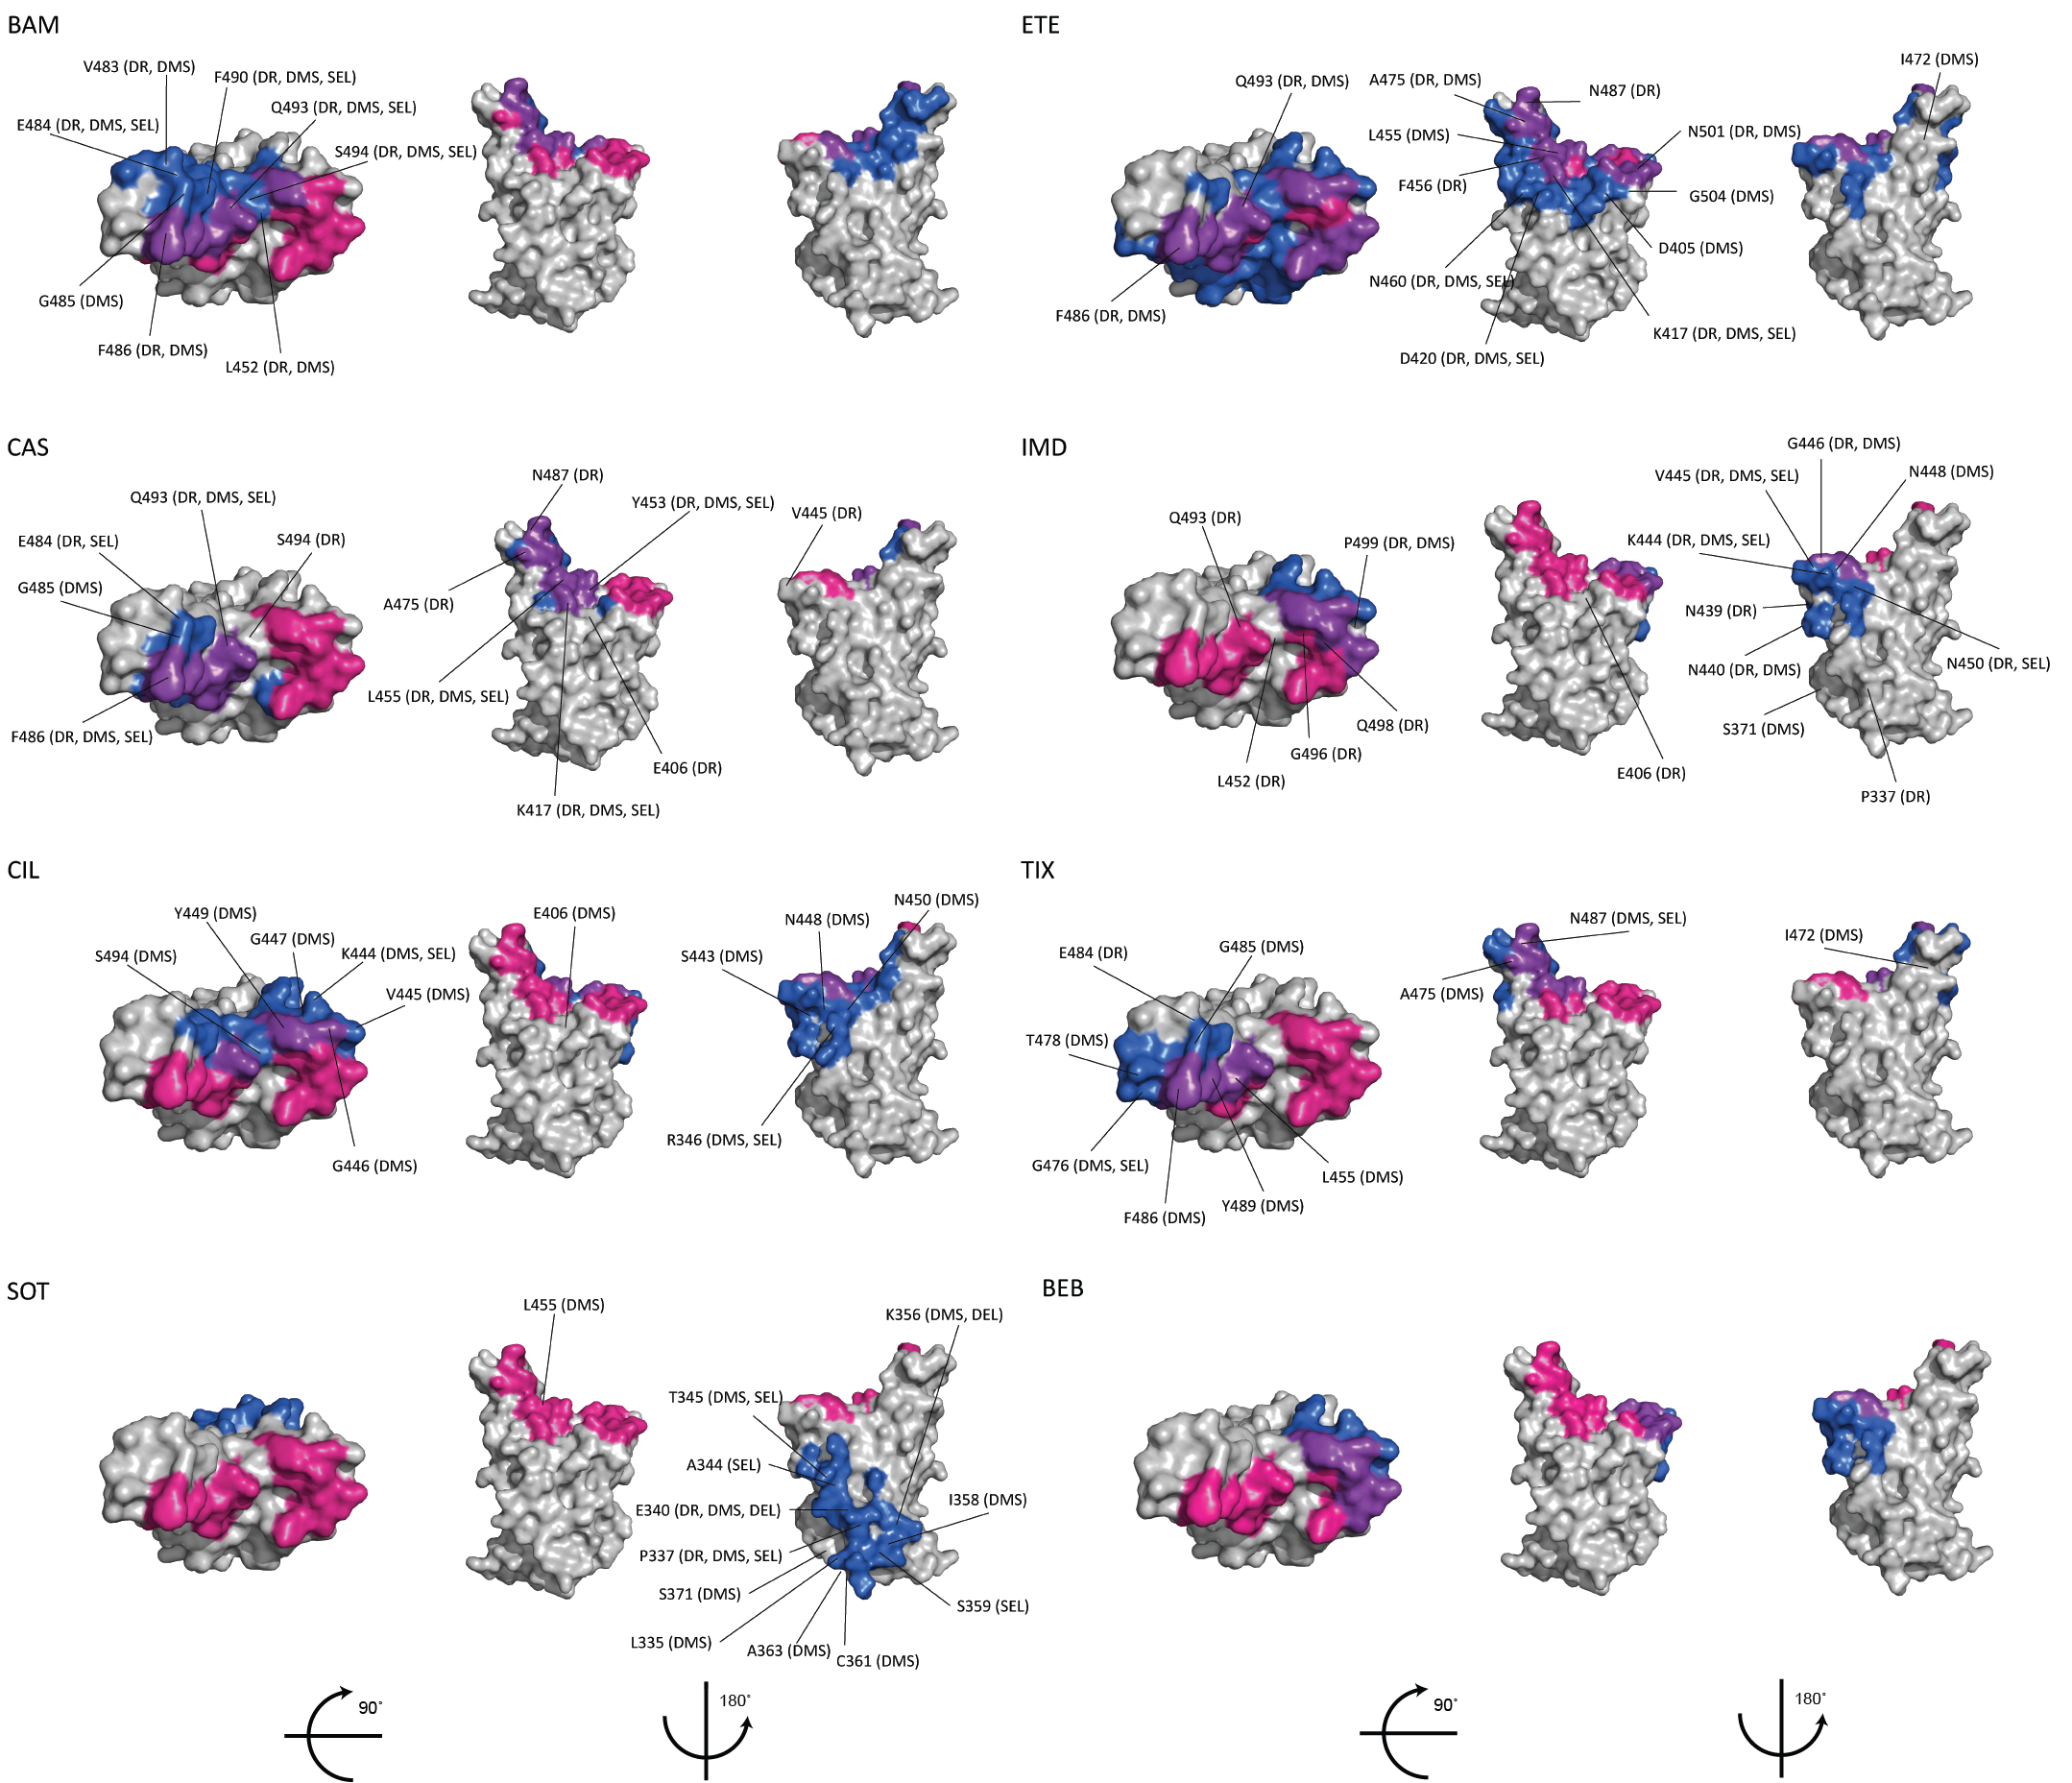 BAM
V483 (DR, DMS)
F490 (DR, DMS, SEL)
Q493 (DR, DMS, SEL)
E484 (DR, DMS, SEL)
S494 (DR, DMS, SEL)
G485 (DMS)
F486 (DR, DMS)
L452 (DR, DMS)
ETE
I472 (DMS)
Q493 (DR, DMS)
A475 (DR, DMS)
N487 (DR)
L455 (DMS)
N501 (DR, DMS)
F456 (DR)
G504 (DMS)
D405 (DMS)
N460 (DR, DMS, SEL)
F486 (DR, DMS)
K417 (DR, DMS, SEL)
D420 (DR, DMS, SEL)
CAS
N487 (DR)
Q493 (DR, DMS, SEL)
Y453 (DR, DMS, SEL)
V445 (DR)
E484 (DR, SEL)
S494 (DR)
G485 (DMS)
A475 (DR)
L455 (DR, DMS, SEL)
F486 (DR, DMS, SEL)
E406 (DR)
K417 (DR, DMS, SEL)
IMD
G446 (DR, DMS)
V445 (DR, DMS, SEL)
N448 (DMS)
Q493 (DR)
P499 (DR, DMS)
K444 (DR, DMS, SEL)
N439 (DR)
N440 (DR, DMS)
N450 (DR, SEL)
Q498 (DR)
S371 (DMS)
G496 (DR)
L452 (DR)
E406 (DR)
P337 (DR)
CIL
Y449 (DMS)
E406 (DMS)
N450 (DMS)
N448 (DMS)
G447 (DMS)
S494 (DMS)
K444 (DMS, SEL)
S443 (DMS)
V445 (DMS)
R346 (DMS, SEL)
G446 (DMS)
TIX
N487 (DMS, SEL)
E484 (DR)
G485 (DMS)
I472 (DMS)
A475 (DMS)
T478 (DMS)
G476 (DMS, SEL)
L455 (DMS)
Y489 (DMS)
F486 (DMS)
SOT
L455 (DMS)
K356 (DMS, DEL)
T345 (DMS, SEL)
A344 (SEL)
I358 (DMS)
E340 (DR, DMS, DEL)
P337 (DR, DMS, SEL)
S371 (DMS)
S359 (SEL)
L335 (DMS)
A363 (DMS)
C361 (DMS)
BEB
90°
180°
90°
180°